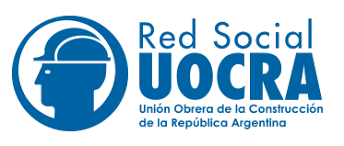 Red Social
UOCRA
Unión Obrera de la Construcción
de la República Argentina